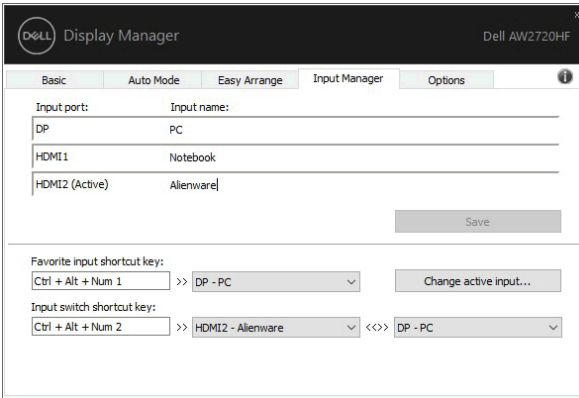 DELL Display Manager Dell AW2720HF
Basic Auto Mode Easy Arrange Input Manager Options
Input port: Input name:
DP PC
HDMI1 Notebook
HDMI2 (Active) Alienware
Save
Favorite input shortcut key:
Ctrl + Alt + Num 1 >> DP - PC Change active input...
Input switch shortcut key:
Ctrl + Alt + Num 2 >> HDMI2 - Alienware <<>> DP - PC